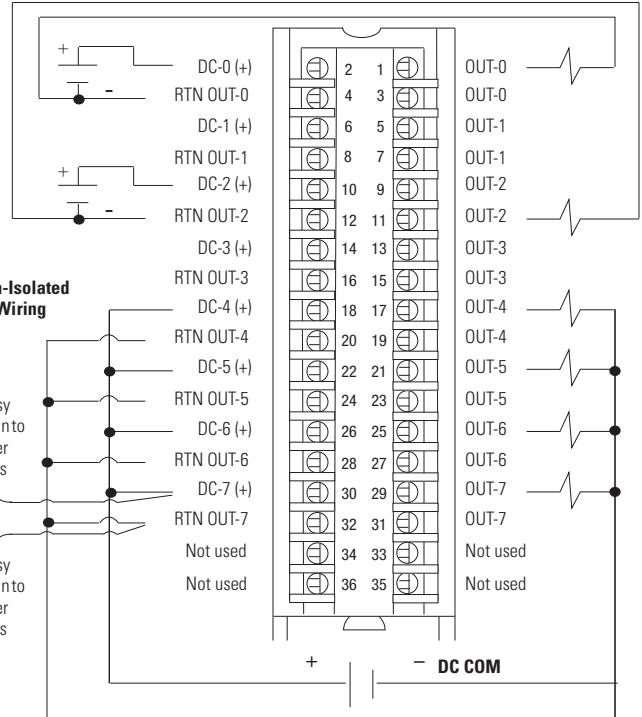 +
DC-0 (+) 2 1 OUT-0
- RTN OUT-0 4 3 OUT-0
DC-1 (+) 6 5 OUT-1
RTN OUT-1 8 7 OUT-1
+ DC-2 (+) 10 9 OUT-2
- RTN OUT-2 12 11 OUT-2
DC-3 (+) 14 13 OUT-3
RTN OUT-3 16 15 OUT-3
-Isolated
Wiring
DC-4 (+) 18 17 OUT-4
RTN OUT-4 20 19 OUT-4
DC-5 (+) 22 21 OUT-5
RTN OUT-5 24 23 OUT-5
DC-6 (+) 26 25 OUT-6
RTN OUT-6 28 27 OUT-6
DC-7 (+) 30 29 OUT-7
RTN OUT-7 32 31 OUT-7
Not used 34 33 Not used
Not used 36 35 Not used
+ – DC COM